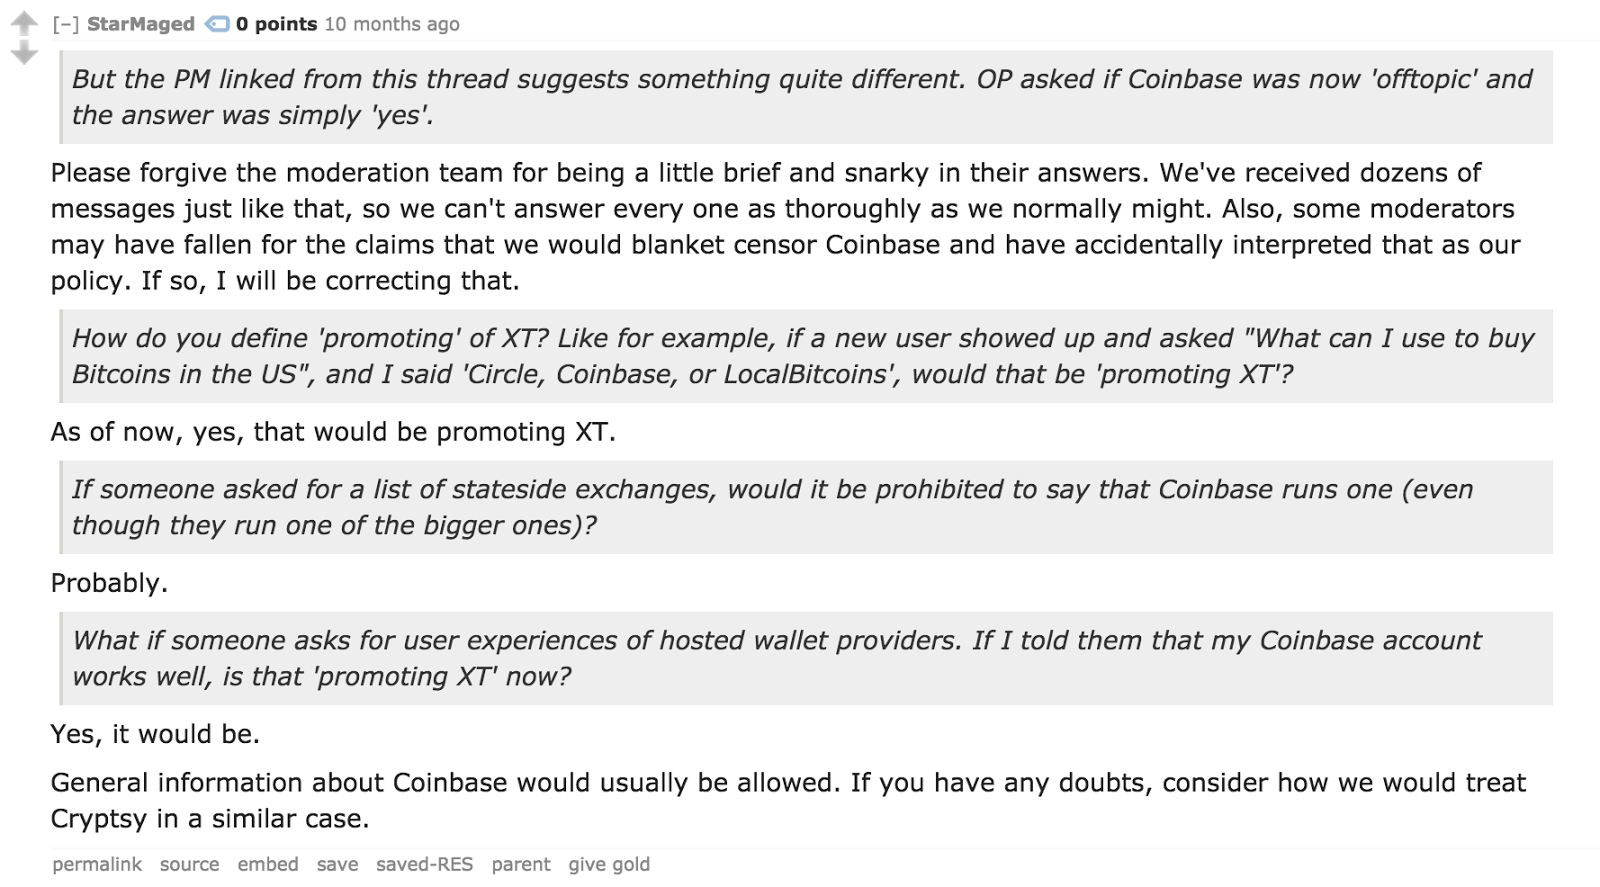 [–] StarMaged 0 points 10 months ago
But the PM linked from this thread suggests something quite different. OP asked if Coinbase was now 'offtopic' and
the answer was simply 'yes'.
Please forgive the moderation team for being a little brief and snarky in their answers. We've received dozens of
messages just like that, so we can't answer every one as thoroughly as we normally might. Also, some moderators
may have fallen for the claims that we would blanket censor Coinbase and have accidentally interpreted that as our
policy. If so, I will be correcting that.
How do you define 'promoting' of XT? Like for example, if a new user showed up and asked "What can I use to buy
Bitcoins in the US", and I said 'Circle, Coinbase, or LocalBitcoins', would that be 'promoting XT'?
As of now, yes, that would be promoting XT.
If someone asked for a list of stateside exchanges, would it be prohibited to say that Coinbase runs one (even
though they run one of the bigger ones)?
Probably.
What if someone asks for user experiences of hosted wallet providers. If I told them that my Coinbase account
works well, is that 'promoting XT' now?
Yes, it would be.
General information about Coinbase would usually be allowed. If you have any doubts, consider how we would treat
Cryptsy in a similar case.
permalink source embed save saved-RES parent give gold